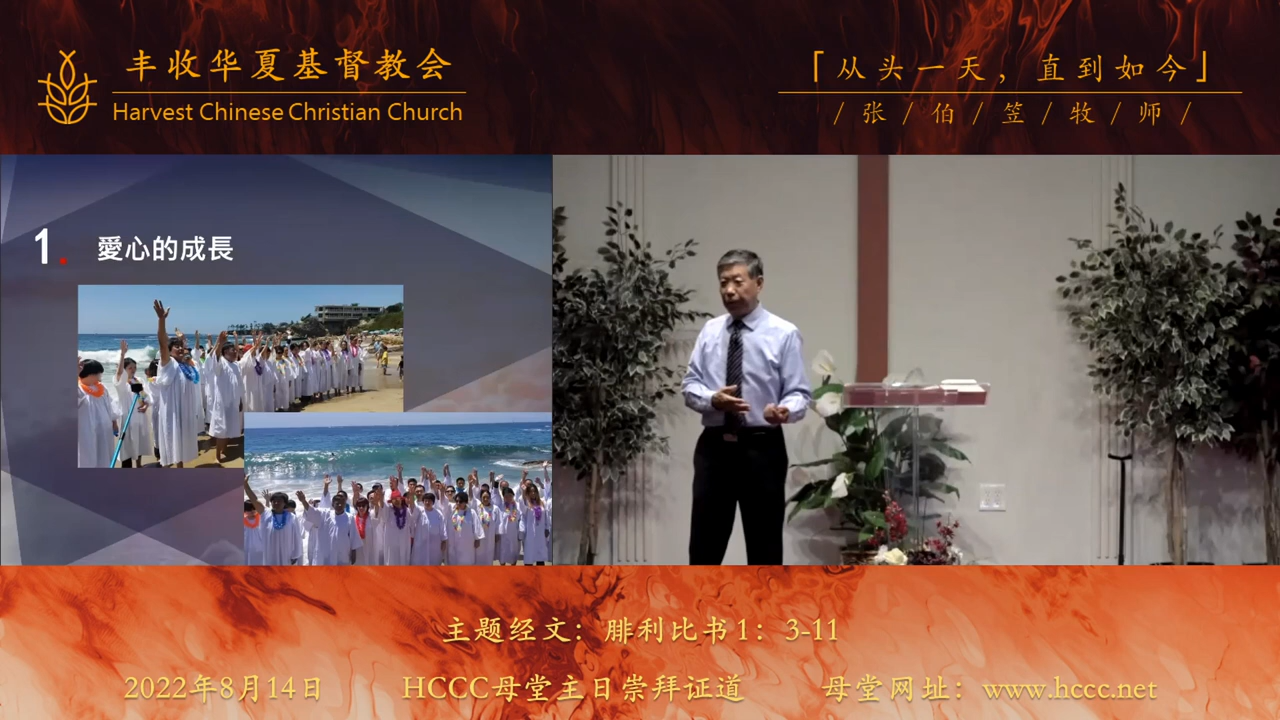 丰收华夏基督教会
Harvest Chinese Christian Church
「从头一天，直到如今」
/ 张 / 伯 / 笠 / 牧 / 师 /
1. 愛心的成長
主题经文：腓利比书 1：3-11
2022年8月14日 HCCC母堂主日崇拜证道 母堂网址：www.hccc.net